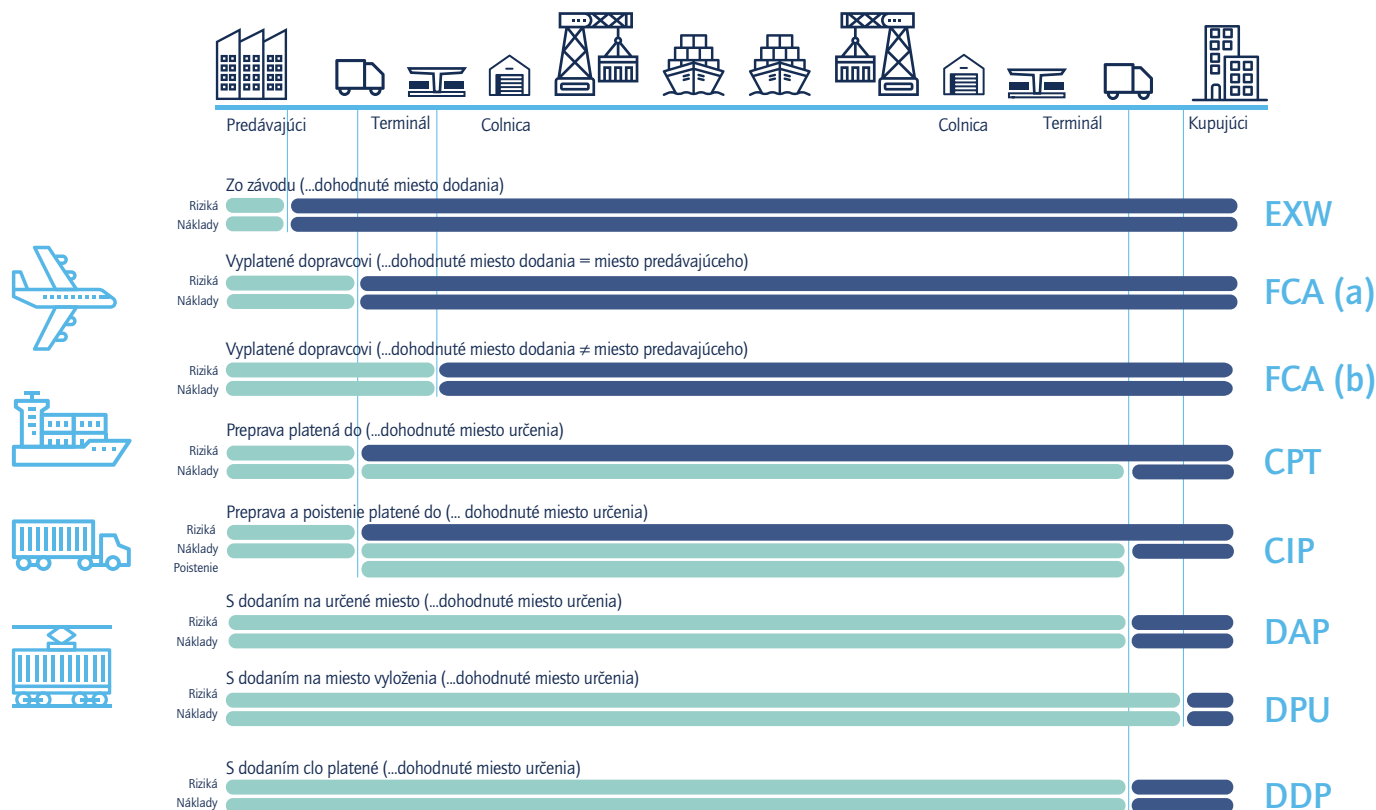 Predávajúci Terminál Colnica Colnica Terminál Kupujúci
Zo závodu (...dohodnuté miesto dodania)
Riziká
Náklady
EXW
Vyplatené dopravcovi (...dohodnuté miesto dodania = miesto predávajúceho)
Riziká
Náklady
FCA (a)
Vyplatené dopravcovi (...dohodnuté miesto dodania ≠ miesto predavajúceho)
Riziká
Náklady
FCA (b)
Preprava platená do (...dohodnuté miesto určenia)
Riziká
Náklady
CPT
Preprava a poistenie platené do (... dohodnuté miesto určenia)
Riziká
Náklady
Poistenie
CIP
S dodaním na určené miesto (...dohodnuté miesto určenia)
Riziká
Náklady
DAP
S dodaním na miesto vyloženia (...dohodnuté miesto určenia)
Riziká
Náklady
DPU
S dodaním clo platené (...dohodnuté miesto určenia)
Riziká
Náklady
DDP